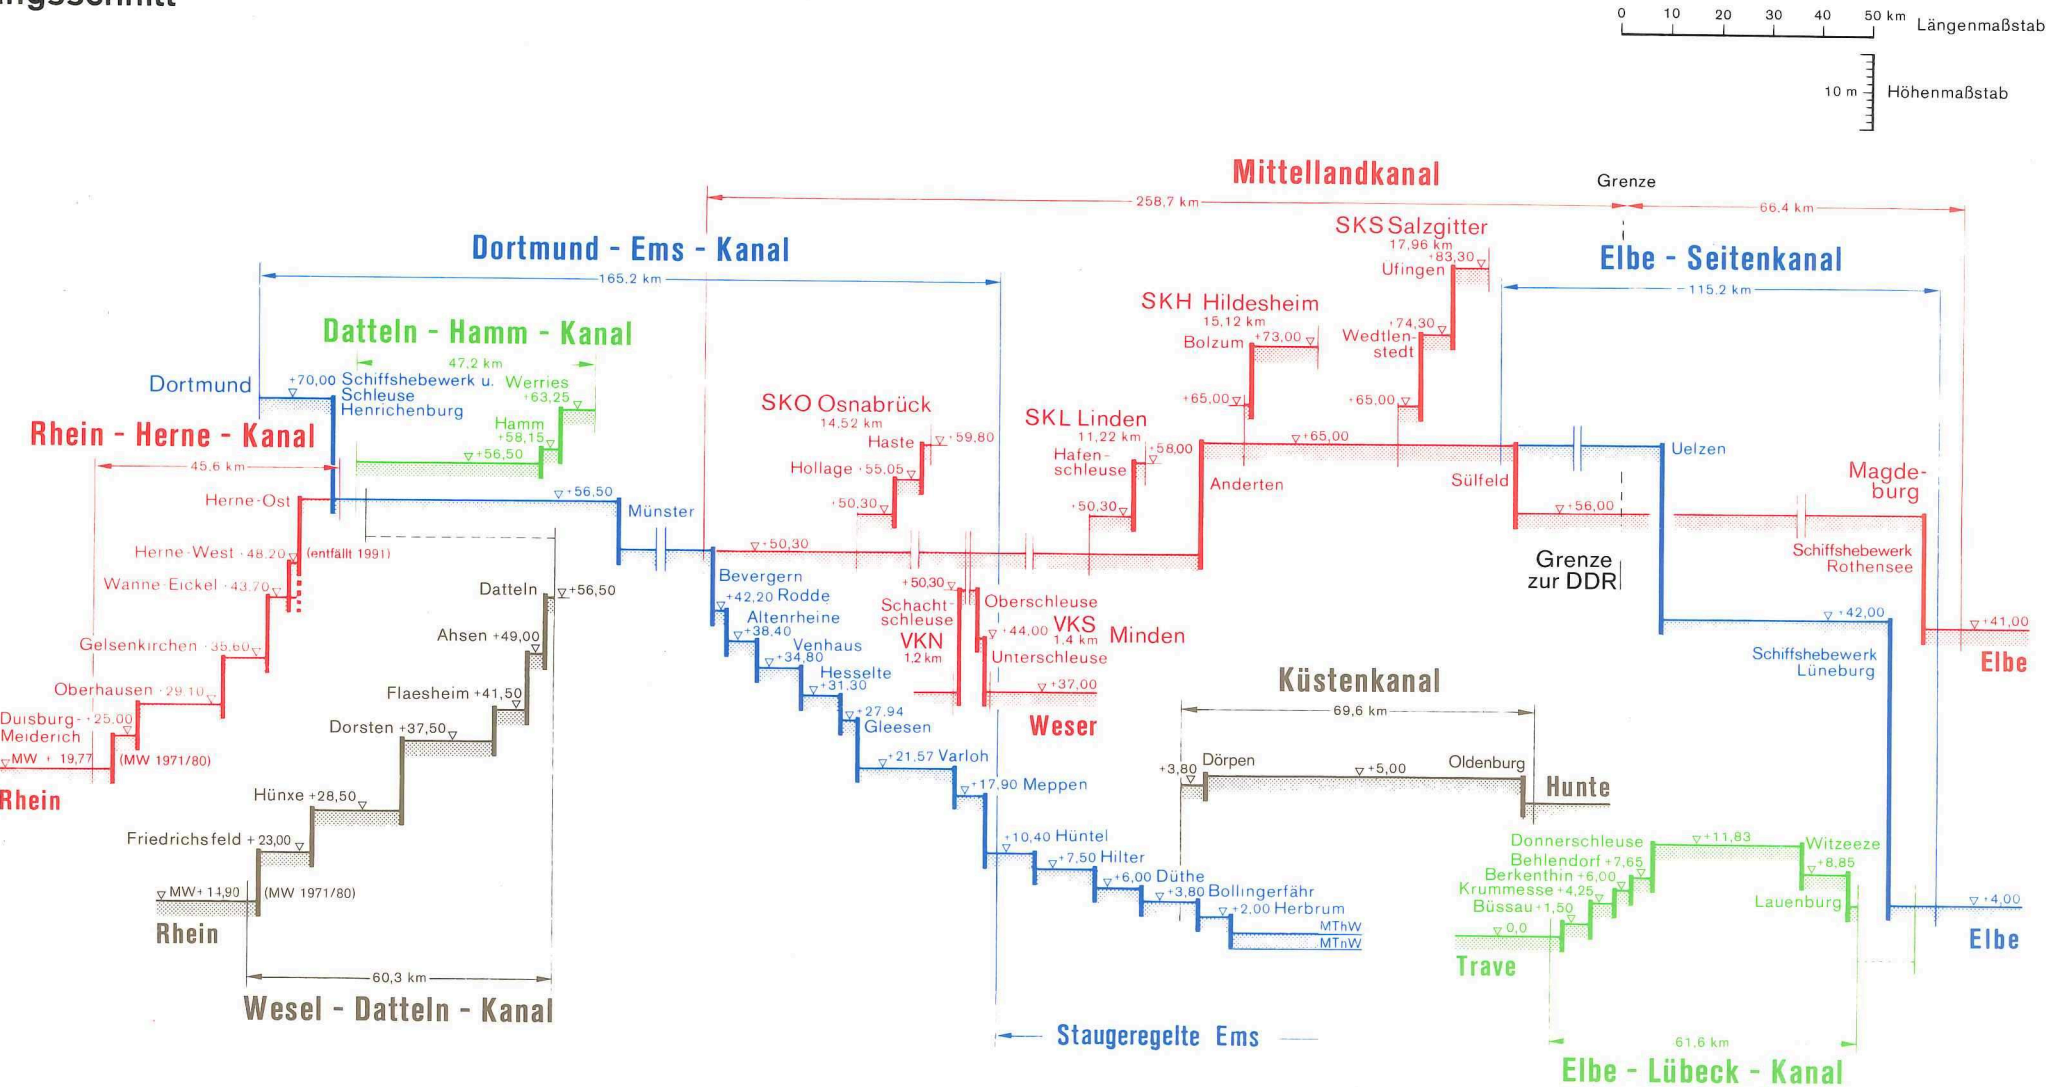 0 10 20 30 40 50 km Längenmaßstab
10 m Höhenmaßstab
Mittellandkanal
Grenze
258,7 km
66.4 km
SKS Salzgitter
17,96 km
+83,30
Üfingen
Dortmund - Ems - Kanal
165.2 km
Elbe - Seitenkanal
115.2 km
SKH Hildesheim
15,12 km
Bolzum +73,00
+65,00
+74,30
Wedtlen-
stedt
+65,00
Datteln - Hamm - Kanal
47.2 km
Dortmund
+70,00 Schiffshebewerk u.
Schleuse
Henrichenburg
Werries
+63,25
Hamm
+58,15
+56,50
SKO Osnabrück
14,52 km
Haste +59,80
Hollage +55,05
+50,30
SKL Linden
11,22 km
Hafen-
schleuse
+58,00
+50,30
+65,00
Anderten
Sülfeld
Uelzen
Magde-
burg
Rhein - Herne - Kanal
45.6 km
Herne-Ost
+56,50
Münster
+56,00
Herne-West +48.20 (entfällt 1991)
Wanne-Eickel +43.70
+50,30
Grenze
zur DDR
Schiffshebewerk
Rothensee
Gelsenkirchen +35.60
Oberhausen +29.10
Duisburg-
Meiderich
+25.00
MW + 19,77 (MW 1971/80)
Rhein
Datteln +56,50
Ahsen +49,00
Flaesheim +41,50
Dorsten +37,50
Hünxe +28,50
Friedrichsfeld + 23,00
MW+ 14,90 (MW 1971/80)
Rhein
60,3 km
Wesel - Datteln - Kanal
Bevergern
+42,20 Rodde
Altenrheine
+38,40
Venhaus
+34,80
Hesselte
+31,30
+27.94
Gleesen
+21.57 Varloh
+17.90 Meppen
+10,40 Hüntel
+7,50 Hilter
+6,00 Düthe
+3,80 Bollingerfähr
+2,00 Herbrum
MThW
MTnW
Staugeregelte Ems
+50,30
Schacht-
schleuse
VKN
1,2 km
Oberschleuse
+44,00 VKS
1.4 km
Minden
Unterschleuse
+37,00
Weser
+42,00
+41,00
Elbe
Schiffshebewerk
Lüneburg
Küstenkanal
69,6 km
+3,80 Dörpen
+5,00
Oldenburg
Hunte
Donnerschleuse
+11,83
Witzeeze
Behlendorf +7,65
+8,85
Berkenthin +6,00
Krummesse +4,25
Büssau +1,50
Lauenburg
0,0
+4,00
Trave
Elbe
61.6 km
Elbe - Lübeck - Kanal